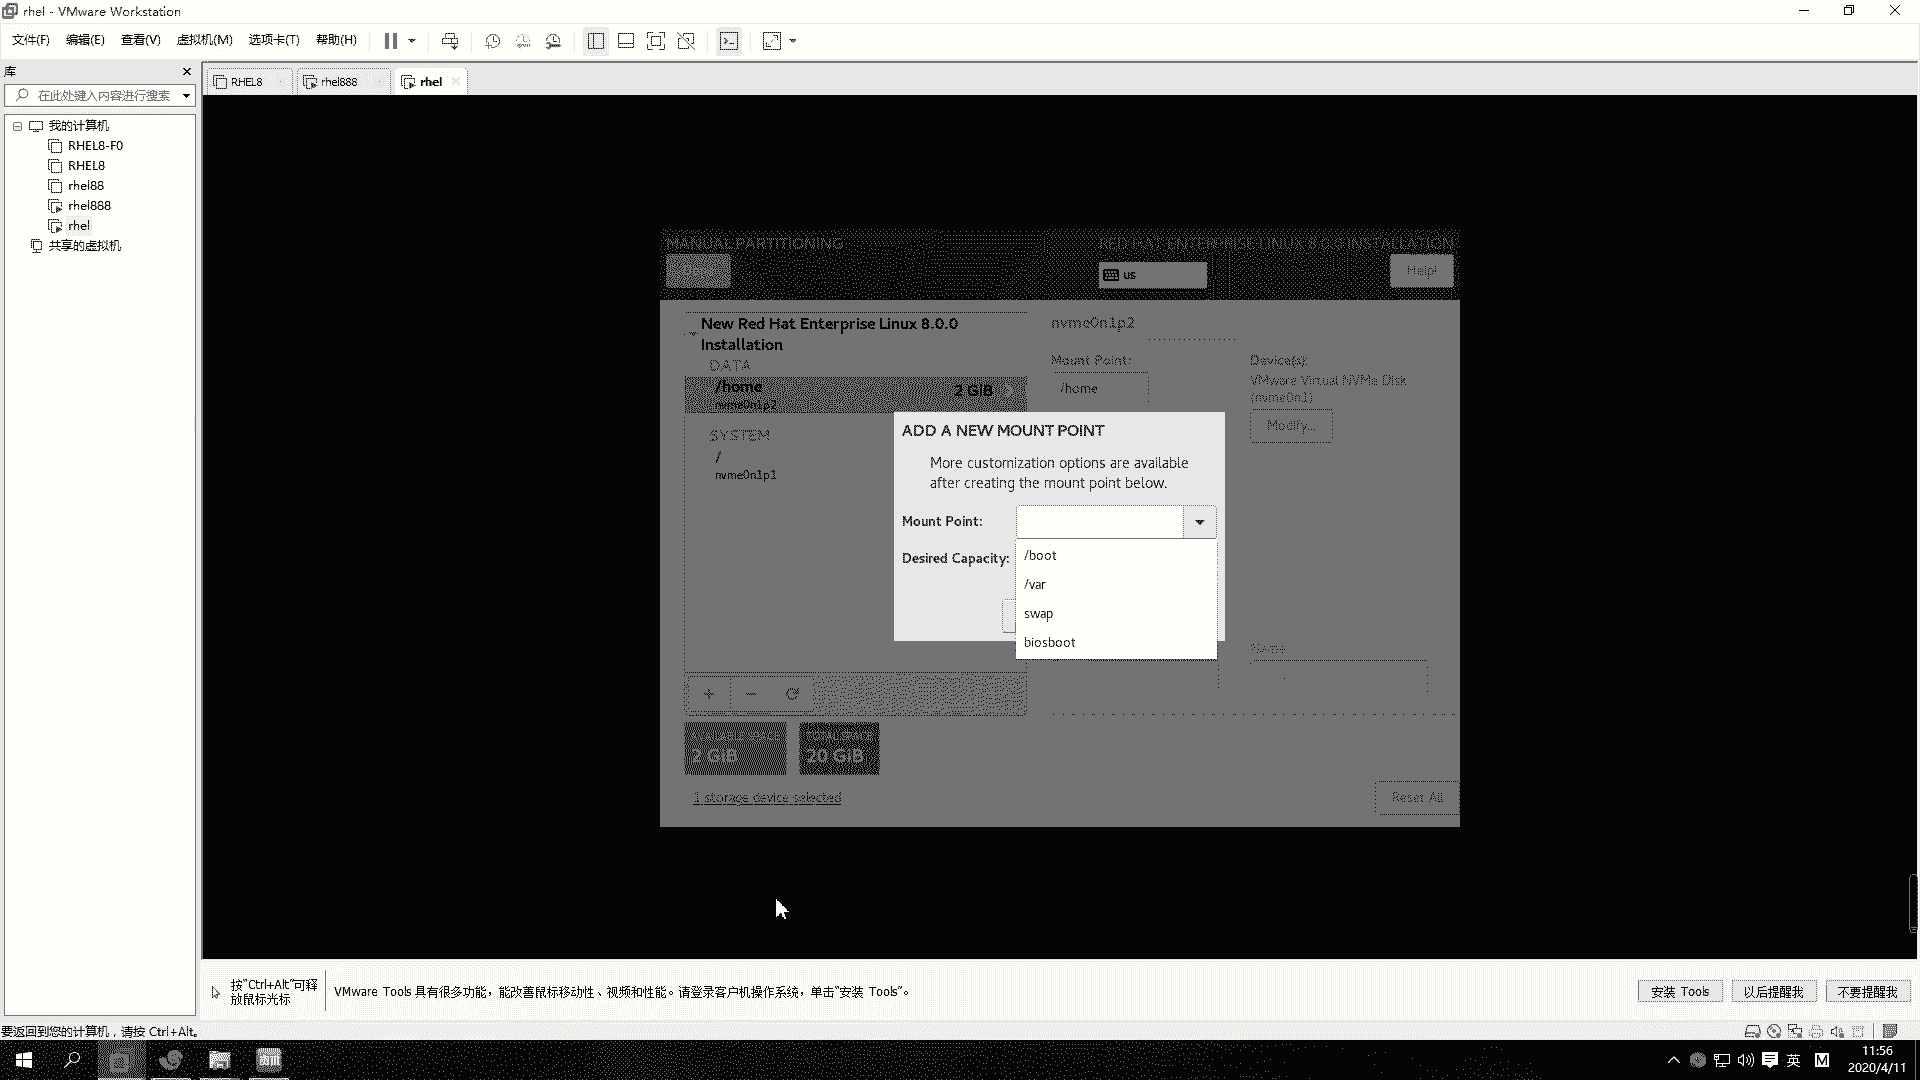 rhel - VMware Workstation
文件(F) 编辑(E) 查看(V) 虚拟机(M) 选项卡(T) 帮助(H)
库
在此处键入内容进行搜索
我的计算机
RHEL8-F0
RHEL8
rhel88
rhel888
rhel
共享的虚拟机
RHEL8
rhel888
rhel
MANUAL PARTITIONING
RED HAT ENTERPRISE LINUX 8.0.0 INSTALLATION
us
Help!
New Red Hat Enterprise Linux 8.0.0
Installation
DATA
/home
2 GiB
nvme0n1p2
SYSTEM
/
nvme0n1p1
nvme0n1p2
Mount Point:
/home
Device(s):
VMware Virtual NVMe Disk
(nvme0n1)
Modify...
Name
ADD A NEW MOUNT POINT
More customization options are available
after creating the mount point below.
Mount Point:
Desired Capacity:
/boot
/var
swap
biosboot
AVAILABLE SPACE
2 GiB
TOTAL SPACE
20 GiB
1 storage device selected
Reset All
按"Ctrl+Alt"可释
放鼠标光标
VMware Tools 具有很多功能，能改善鼠标移动性、视频和性能。请登录客户机操作系统，单击"安装 Tools"。
安装 Tools
以后提醒我
不要提醒我
要返回到您的计算机，请按 Ctrl+Alt。
英
M
11:56
2020/4/11